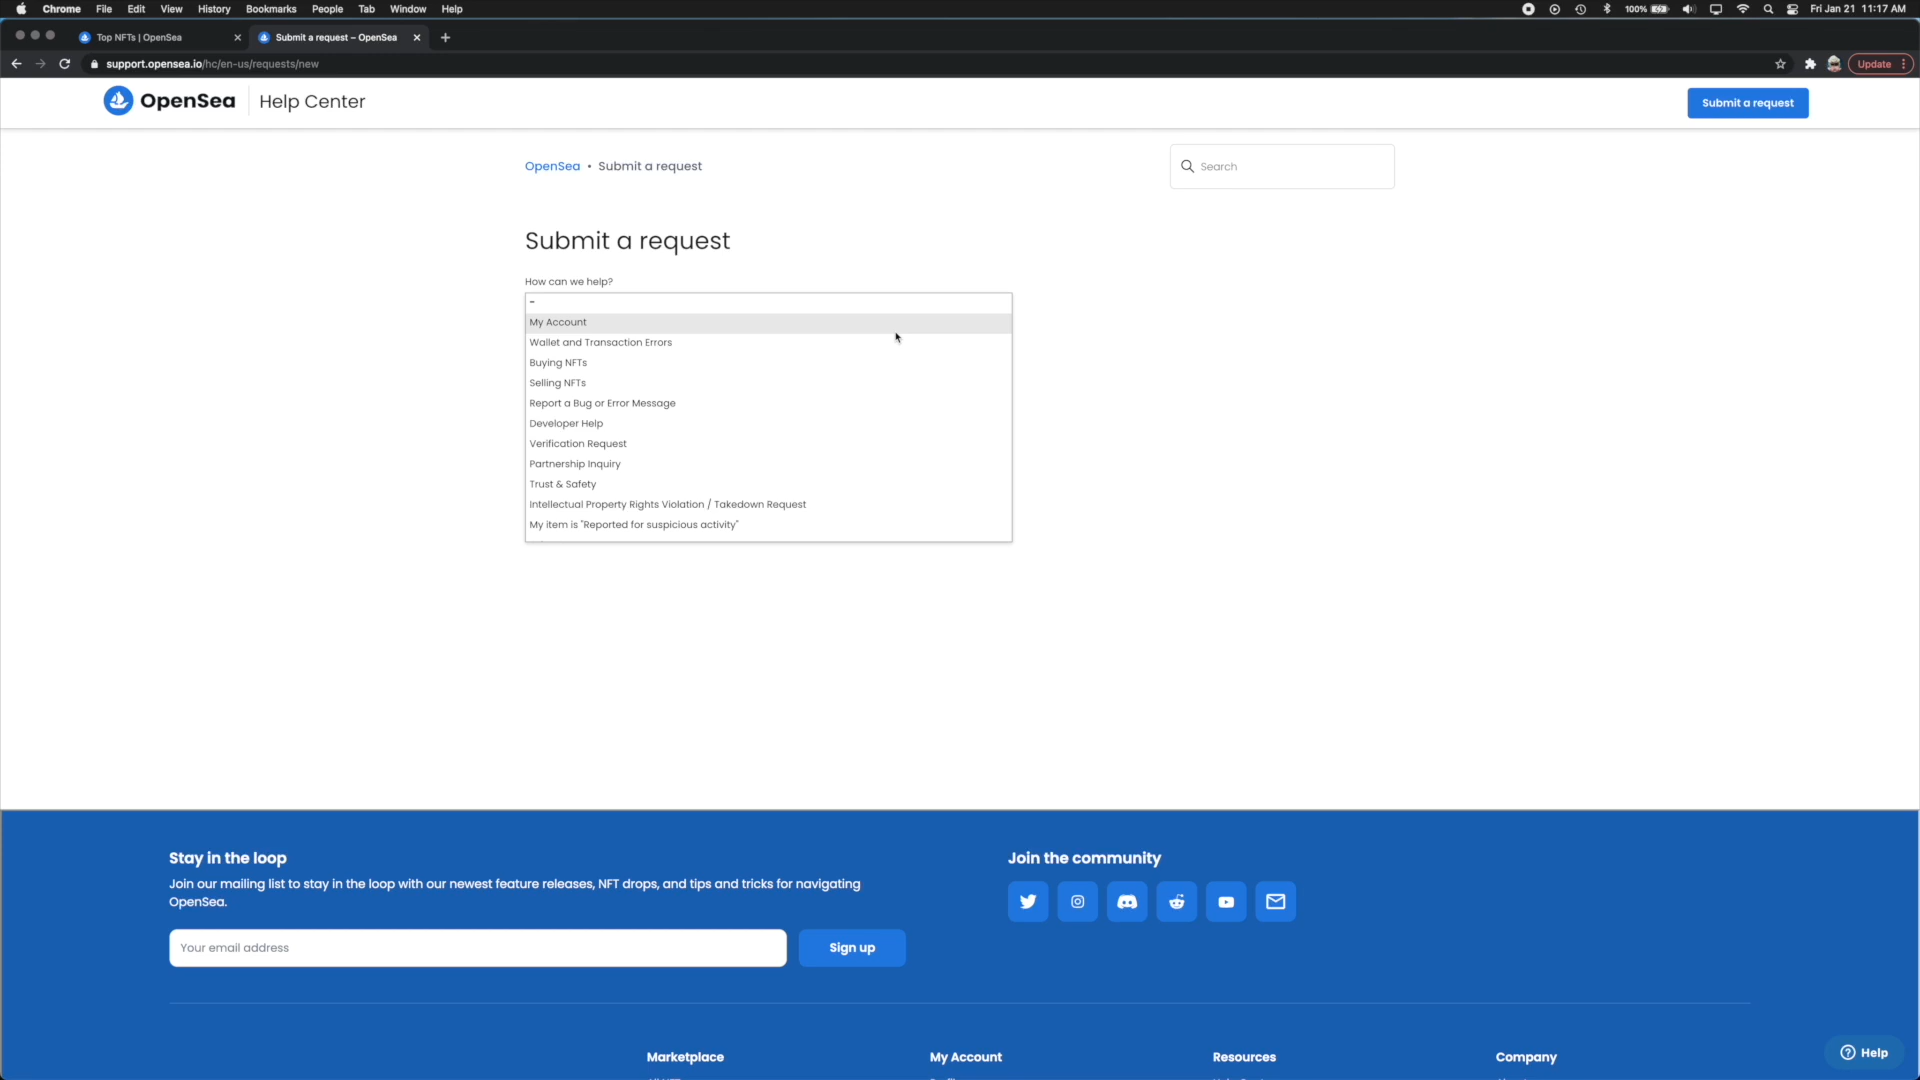 Chrome File Edit View History Bookmarks People Tab Window Help 100% Fri Jan 21 11:17 AM
Top NFTs | OpenSea Submit a request – OpenSea
support.opensea.io/hc/en-us/requests/new Update
OpenSea Help Center Submit a request
OpenSea • Submit a request Search
Submit a request
How can we help?
-
My Account
Wallet and Transaction Errors
Buying NFTs
Selling NFTs
Report a Bug or Error Message
Developer Help
Verification Request
Partnership Inquiry
Trust & Safety
Intellectual Property Rights Violation / Takedown Request
My item is "Reported for suspicious activity"
Stay in the loop Join the community
Join our mailing list to stay in the loop with our newest feature releases, NFT drops, and tips and tricks for navigating
OpenSea.
Your email address Sign up
Marketplace My Account Resources Company
Help